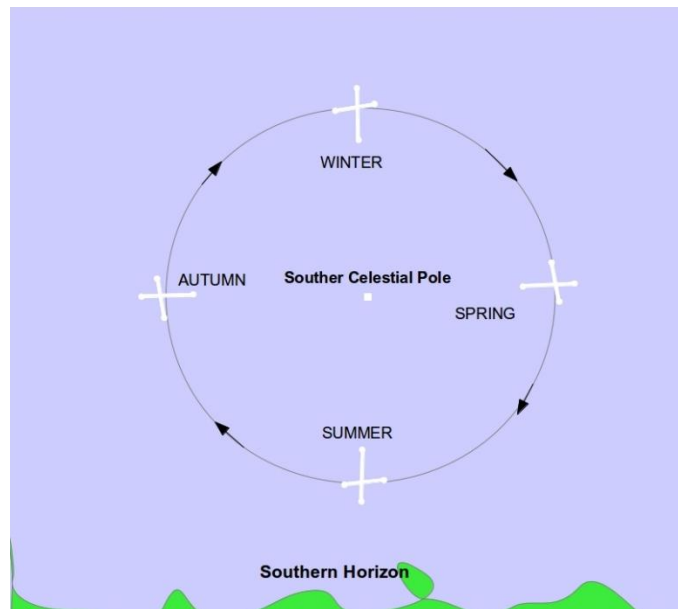 WINTER
AUTUMN
Souther Celestial Pole
SPRING
SUMMER
Southern Horizon